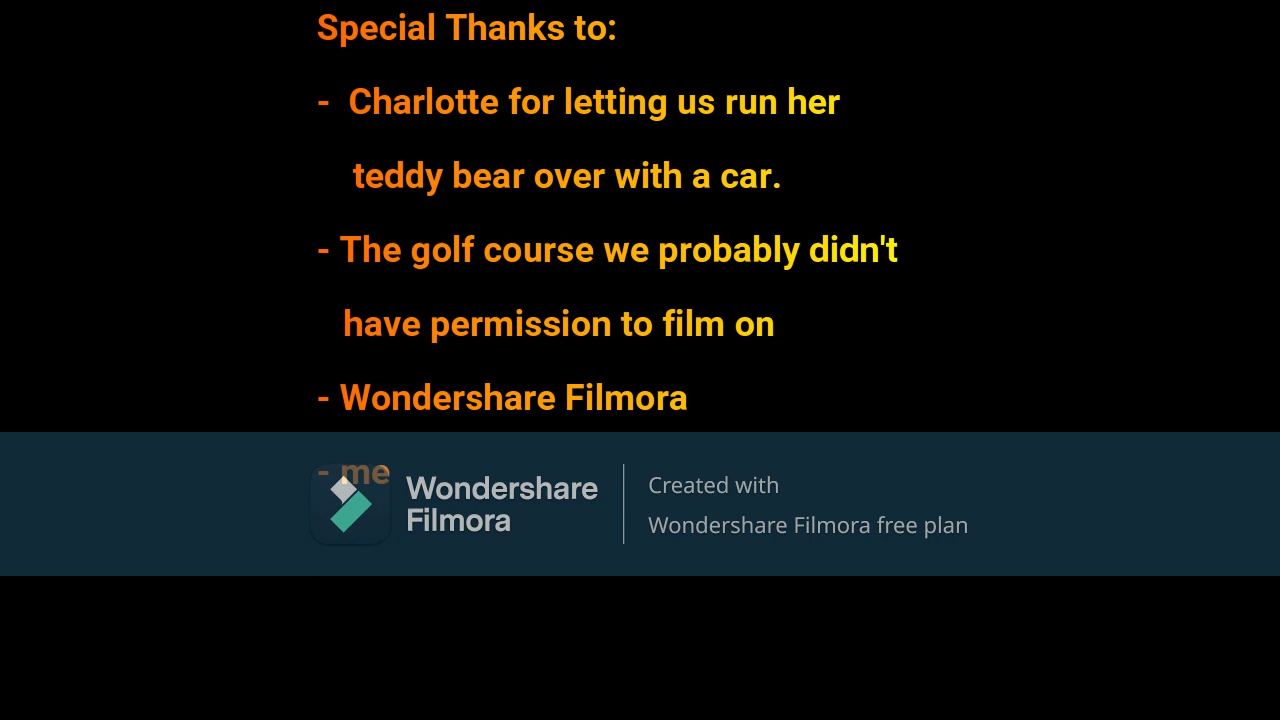 Special Thanks to:
- Charlotte for letting us run her
teddy bear over with a car.
- The golf course we probably didn't
have permission to film on
- Wondershare Filmora
- me
Wondershare
Filmora
Created with
Wondershare Filmora free plan